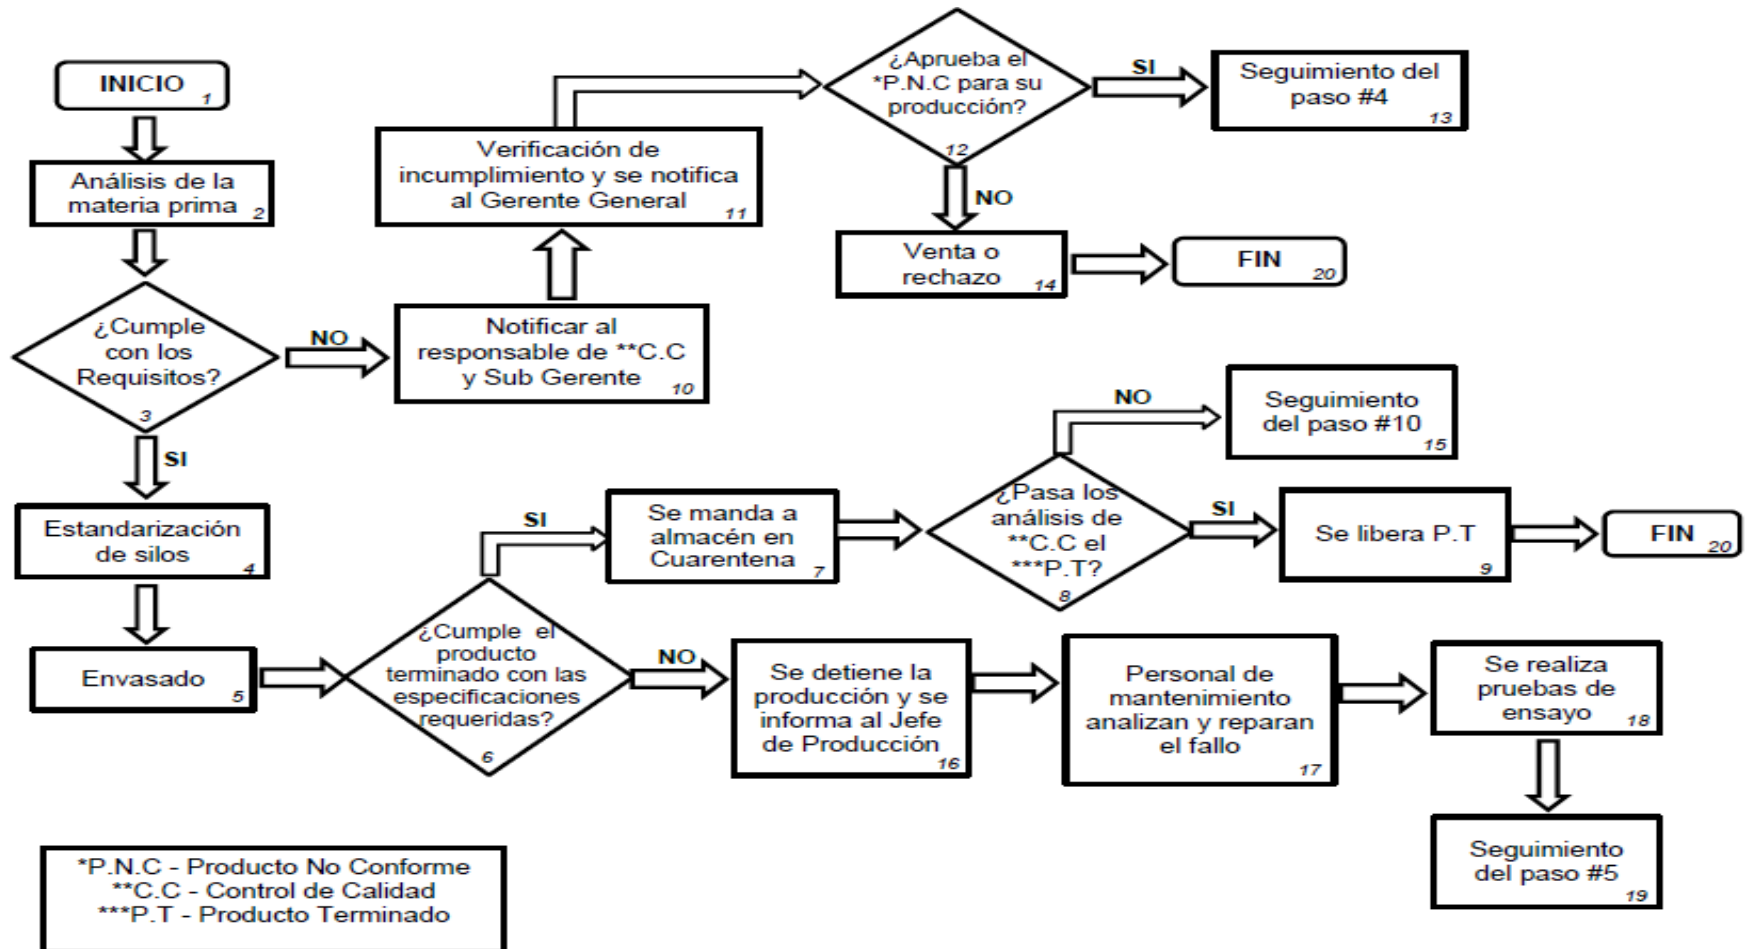 INICIO
1
Análisis de la
materia prima
2
¿Cumple
con los
Requisitos?
3
NO
SI
Notificar al
responsable de **C.C
y Sub Gerente
10
Verificación de
incumplimiento y se notifica
al Gerente General
11
¿Aprueba el
*P.N.C para su
producción?
12
SI
Seguimiento del
paso #4
13
NO
Venta o
rechazo
14
FIN
20
Estandarización
de silos
4
Envasado
5
¿Cumple el
producto
terminado con las
especificaciones
requeridas?
6
SI
Se manda a
almacén en
Cuarentena
7
¿Pasa los
análisis de
**C.C el
***P.T?
8
NO
Seguimiento
del paso #10
15
SI
Se libera P.T
9
FIN
20
NO
Se detiene la
producción y se
informa al Jefe
de Producción
16
Personal de
mantenimiento
analizan y reparan
el fallo
17
Se realiza
pruebas de
ensayo
18
Seguimiento
del paso #5
19
*P.N.C - Producto No Conforme
**C.C - Control de Calidad
***P.T - Producto Terminado